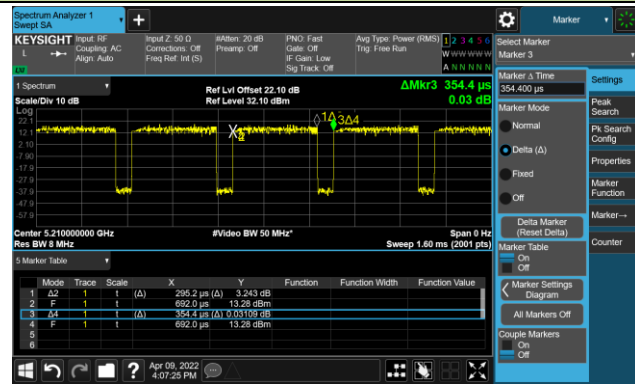 Spectrum Analyzer 1
Swept SA
+
Marker
KEYSIGHT
L
Input: RF
Coupling: AC
Align: Auto
Input Z: 50 Ω
Corrections: Off
Freq Ref: Int (S)
#Atten: 20 dB
Preamp: Off
PNO: Fast
Gate: Off
IF Gain: Low
Sig Track: Off
Avg Type: Power (RMS)
Trig: Free Run
1 2 3 4 5 6
W W W W W W
A N N N N N
Select Marker
Marker 3
1 Spectrum
Scale/Div 10 dB
Log
Ref Lvl Offset 22.10 dB
Ref Level 32.10 dBm
ΔMkr3 354.4 µs
0.03 dB
22.1
12.1
2.10
-7.90
-17.9
-27.9
-37.9
-47.9
-57.9
1Δ 3Δ4
Center 5.210000000 GHz
Res BW 8 MHz
#Video BW 50 MHz*
Span 0 Hz
Sweep 1.60 ms (2001 pts)
5 Marker Table
Mode Trace Scale X Y Function Function Width Function Value
1 Δ2 1 t (Δ) 295.2 µs (Δ) 3.243 dB
2 F 1 t 692.0 µs 13.28 dBm
3 Δ4 1 t (Δ) 354.4 µs (Δ) 0.03109 dB
4 F 1 t 692.0 µs 13.28 dBm
5
6
Marker Δ Time
354.400 µs
Marker Mode
Normal
Delta (Δ)
Fixed
Off
Delta Marker
(Reset Delta)
Marker Table
On
Off
Marker Settings
Diagram
All Markers Off
Couple Markers
On
Off
Settings
Peak
Search
Pk Search
Config
Properties
Marker
Function
Marker→
Counter
?
Apr 09, 2022
4:07:25 PM